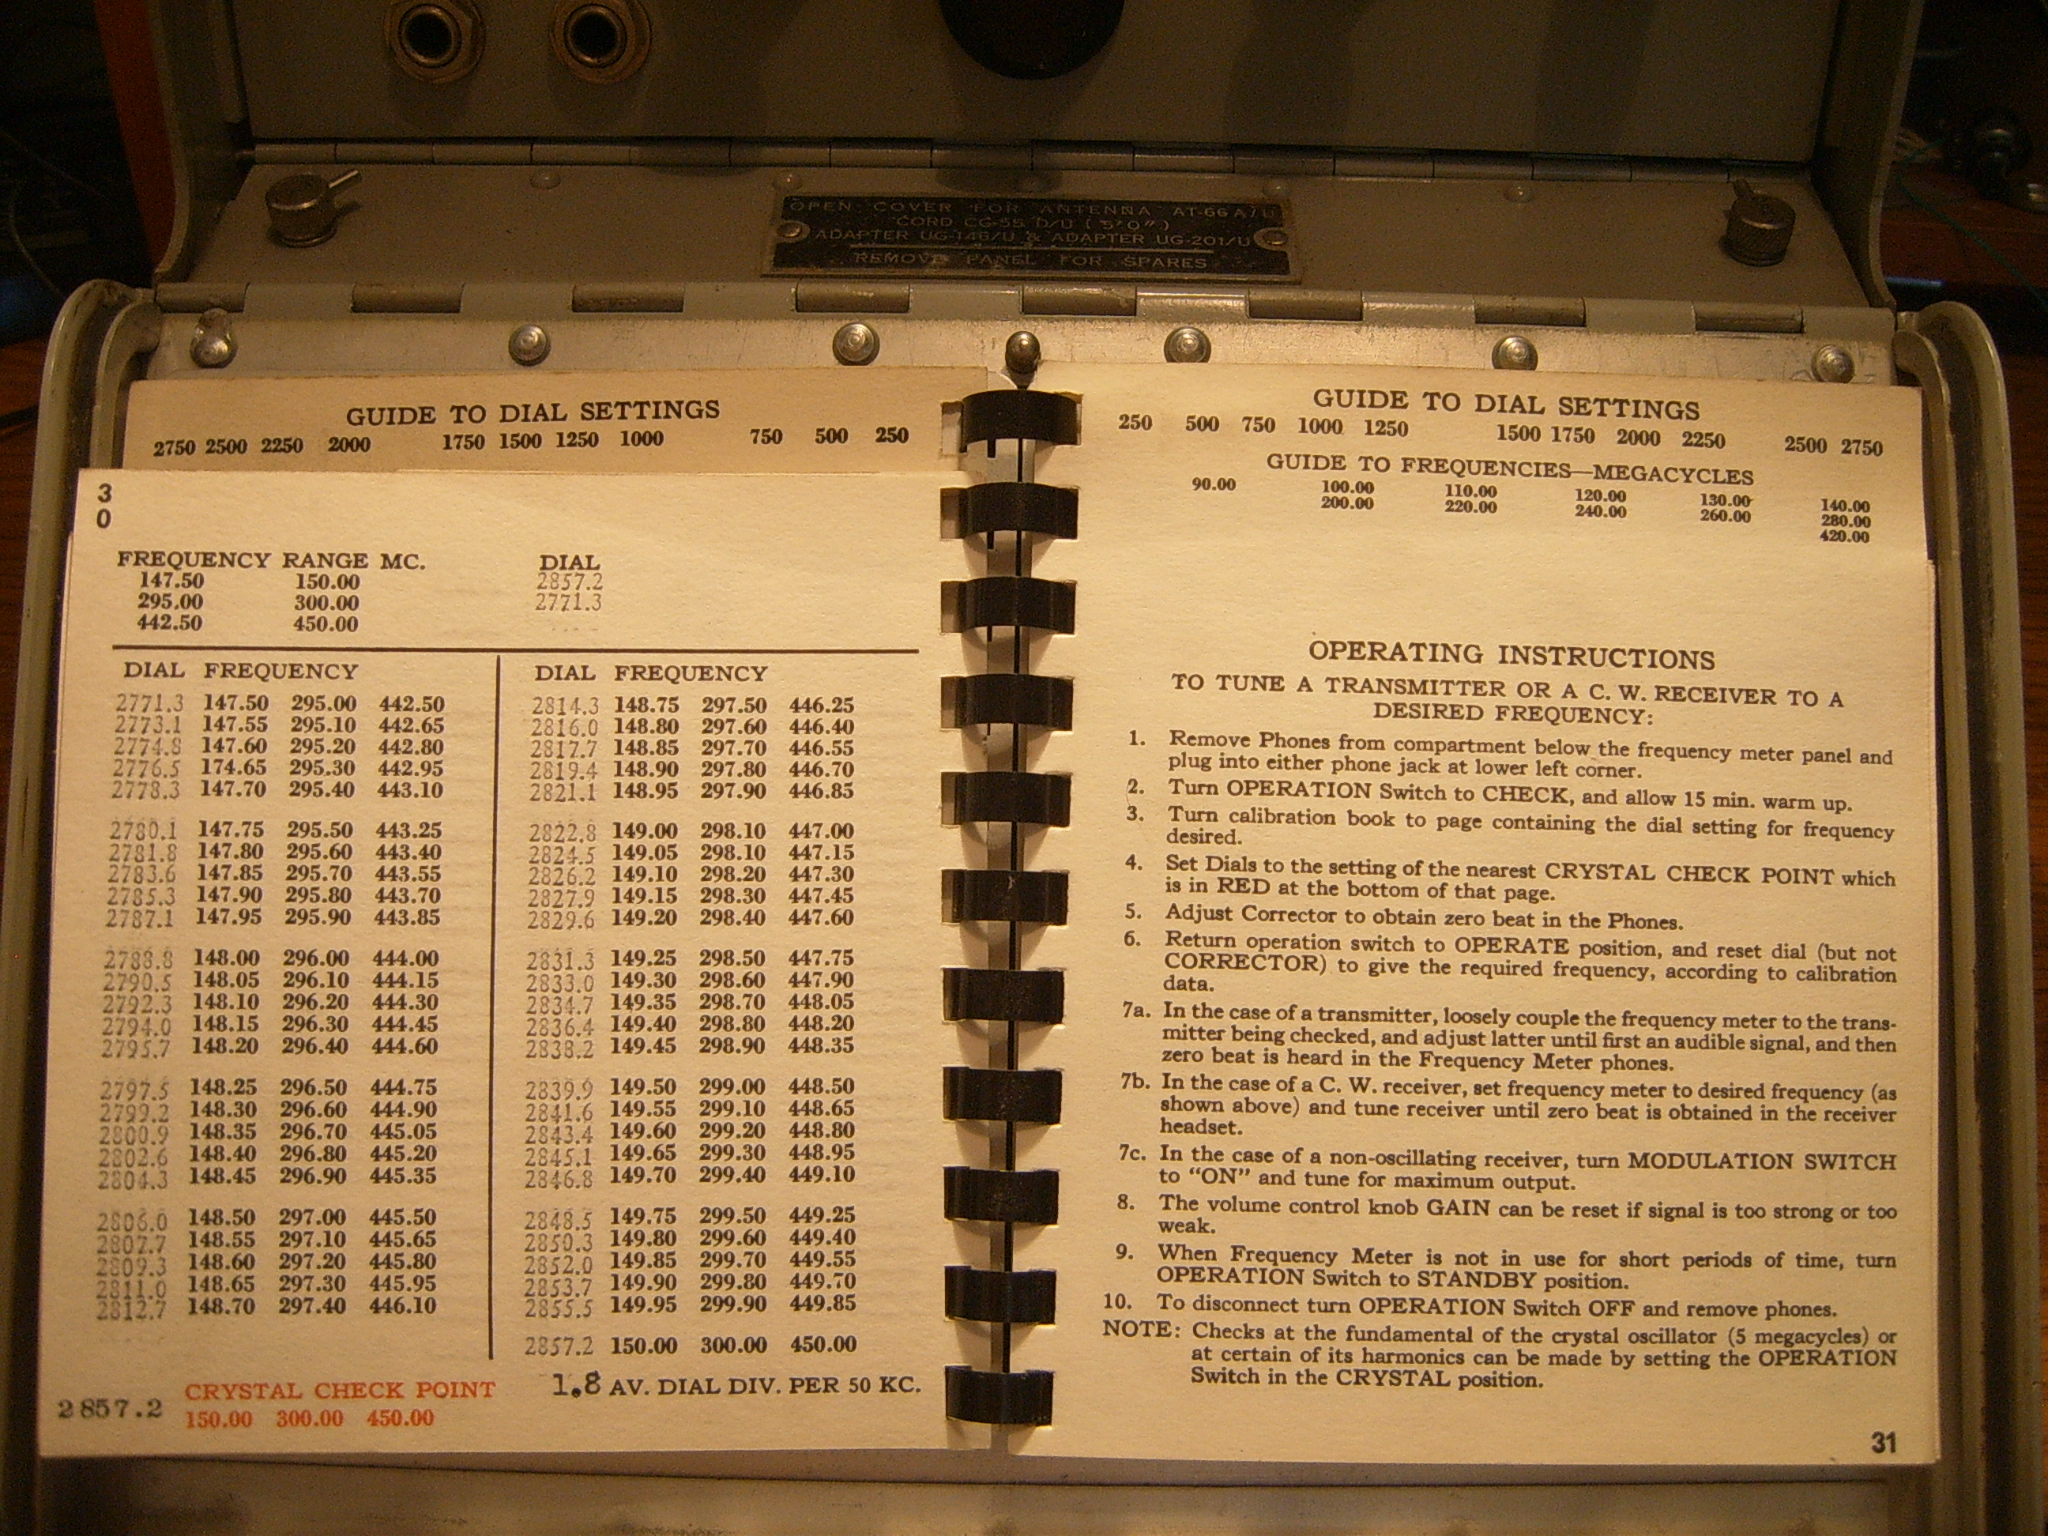 OPEN COVER FOR ANTENNA AT-66A/U
CORD CG-55 D/U (5'0")
ADAPTER UG-146/U & ADAPTER UG-201/U
REMOVE PANEL FOR SPARES
GUIDE TO DIAL SETTINGS
2750 2500 2250 2000 1750 1500 1250 1000 750 500 250
3
0
FREQUENCY RANGE MC. DIAL
147.50 150.00 2857.2
295.00 300.00 2771.3
442.50 450.00
DIAL FREQUENCY
2771.3 147.50 295.00 442.50
2773.1 147.55 295.10 442.65
2774.8 147.60 295.20 442.80
2776.5 174.65 295.30 442.95
2778.3 147.70 295.40 443.10
2780.1 147.75 295.50 443.25
2781.8 147.80 295.60 443.40
2783.6 147.85 295.70 443.55
2785.3 147.90 295.80 443.70
2787.1 147.95 295.90 443.85
2788.8 148.00 296.00 444.00
2790.5 148.05 296.10 444.15
2792.3 148.10 296.20 444.30
2794.0 148.15 296.30 444.45
2795.7 148.20 296.40 444.60
2797.5 148.25 296.50 444.75
2799.2 148.30 296.60 444.90
2800.9 148.35 296.70 445.05
2802.6 148.40 296.80 445.20
2804.3 148.45 296.90 445.35
2806.0 148.50 297.00 445.50
2807.7 148.55 297.10 445.65
2809.3 148.60 297.20 445.80
2811.0 148.65 297.30 445.95
2812.7 148.70 297.40 446.10
DIAL FREQUENCY
2814.3 148.75 297.50 446.25
2816.0 148.80 297.60 446.40
2817.7 148.85 297.70 446.55
2819.4 148.90 297.80 446.70
2821.1 148.95 297.90 446.85
2822.8 149.00 298.10 447.00
2824.5 149.05 298.10 447.15
2826.2 149.10 298.20 447.30
2827.9 149.15 298.30 447.45
2829.6 149.20 298.40 447.60
2831.3 149.25 298.50 447.75
2833.0 149.30 298.60 447.90
2834.7 149.35 298.70 448.05
2836.4 149.40 298.80 448.20
2838.2 149.45 298.90 448.35
2839.9 149.50 299.00 448.50
2841.6 149.55 299.10 448.65
2843.4 149.60 299.20 448.80
2845.1 149.65 299.30 448.95
2846.8 149.70 299.40 449.10
2848.5 149.75 299.50 449.25
2850.3 149.80 299.60 449.40
2852.0 149.85 299.70 449.55
2853.7 149.90 299.80 449.70
2855.5 149.95 299.90 449.85
2857.2 150.00 300.00 450.00
2857.2 CRYSTAL CHECK POINT
150.00 300.00 450.00
1.8 AV. DIAL DIV. PER 50 KC.
GUIDE TO DIAL SETTINGS
250 500 750 1000 1250 1500 1750 2000 2250 2500 2750
GUIDE TO FREQUENCIES—MEGACYCLES
90.00 100.00 110.00 120.00 130.00 140.00
200.00 220.00 240.00 260.00 280.00
420.00
OPERATING INSTRUCTIONS
TO TUNE A TRANSMITTER OR A C. W. RECEIVER TO A
DESIRED FREQUENCY:
1. Remove Phones from compartment below the frequency meter panel and
plug into either phone jack at lower left corner.
2. Turn OPERATION Switch to CHECK, and allow 15 min. warm up.
3. Turn calibration book to page containing the dial setting for frequency
desired.
4. Set Dials to the setting of the nearest CRYSTAL CHECK POINT which
is in RED at the bottom of that page.
5. Adjust Corrector to obtain zero beat in the Phones.
6. Return operation switch to OPERATE position, and reset dial (but not
CORRECTOR) to give the required frequency, according to calibration
data.
7a. In the case of a transmitter, loosely couple the frequency meter to the trans-
mitter being checked, and adjust latter until first an audible signal, and then
zero beat is heard in the Frequency Meter phones.
7b. In the case of a C. W. receiver, set frequency meter to desired frequency (as
shown above) and tune receiver until zero beat is obtained in the receiver
headset.
7c. In the case of a non-oscillating receiver, turn MODULATION SWITCH
to "ON" and tune for maximum output.
8. The volume control knob GAIN can be reset if signal is too strong or too
weak.
9. When Frequency Meter is not in use for short periods of time, turn
OPERATION Switch to STANDBY position.
10. To disconnect turn OPERATION Switch OFF and remove phones.
NOTE: Checks at the fundamental of the crystal oscillator (5 megacycles) or
at certain of its harmonics can be made by setting the OPERATION
Switch in the CRYSTAL position.
31